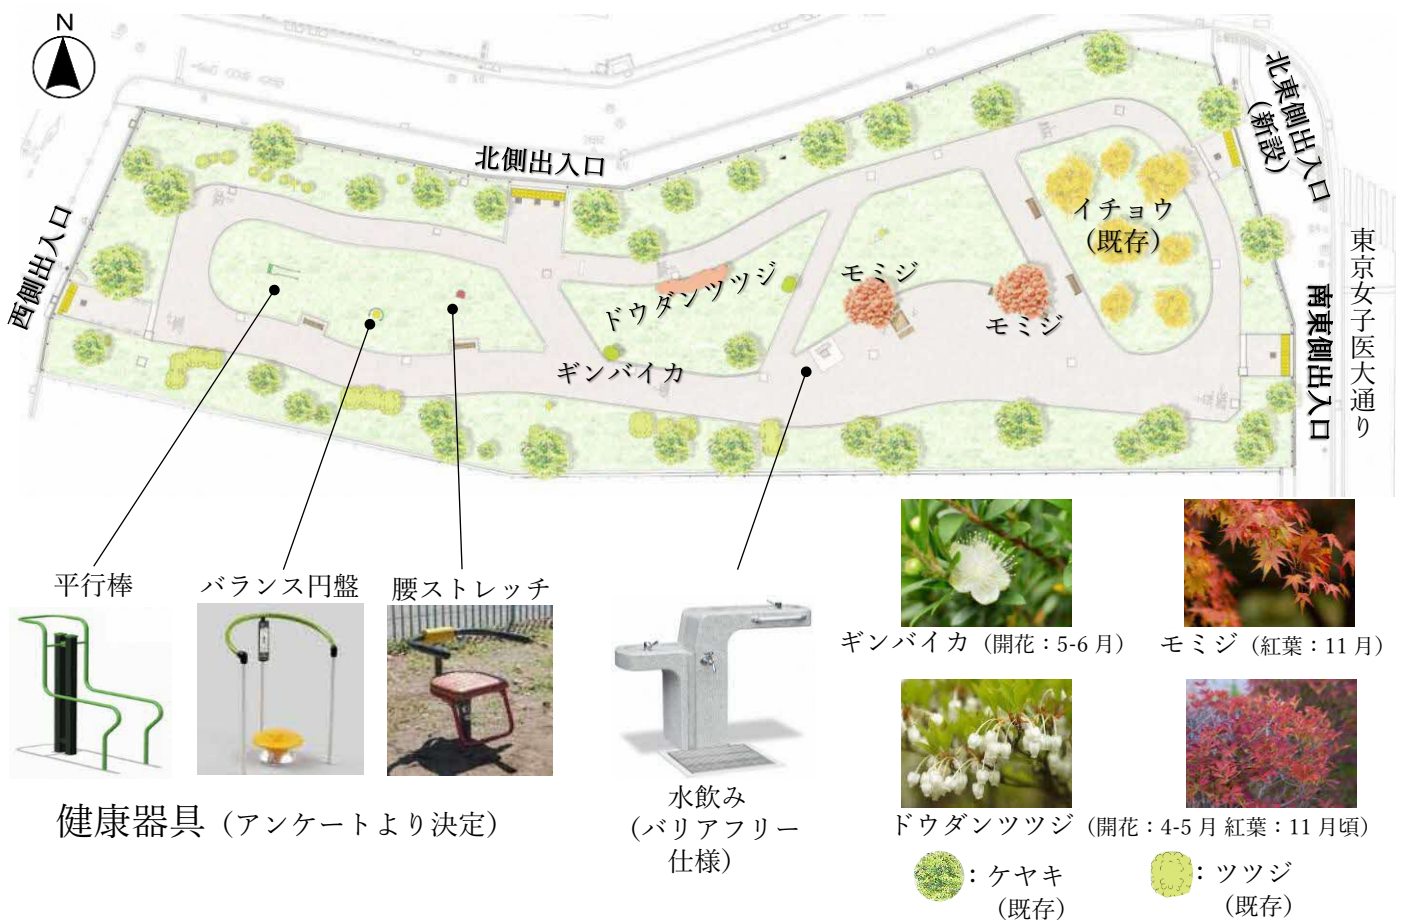 N
北側出入口
北東側出入口
（新設）
西側出入口
東京女子医大通り
南東側出入口
イチョウ
（既存）
モミジ
モミジ
ドウダンツツジ
ギンバイカ
平行棒
バランス円盤
腰ストレッチ
健康器具（アンケートより決定）
水飲み
（バリアフリー
仕様）
ギンバイカ（開花：5-6 月）
モミジ（紅葉：11 月）
ドウダンツツジ（開花：4-5 月 紅葉：11 月頃）
：ケヤキ
（既存）
：ツツジ
（既存）